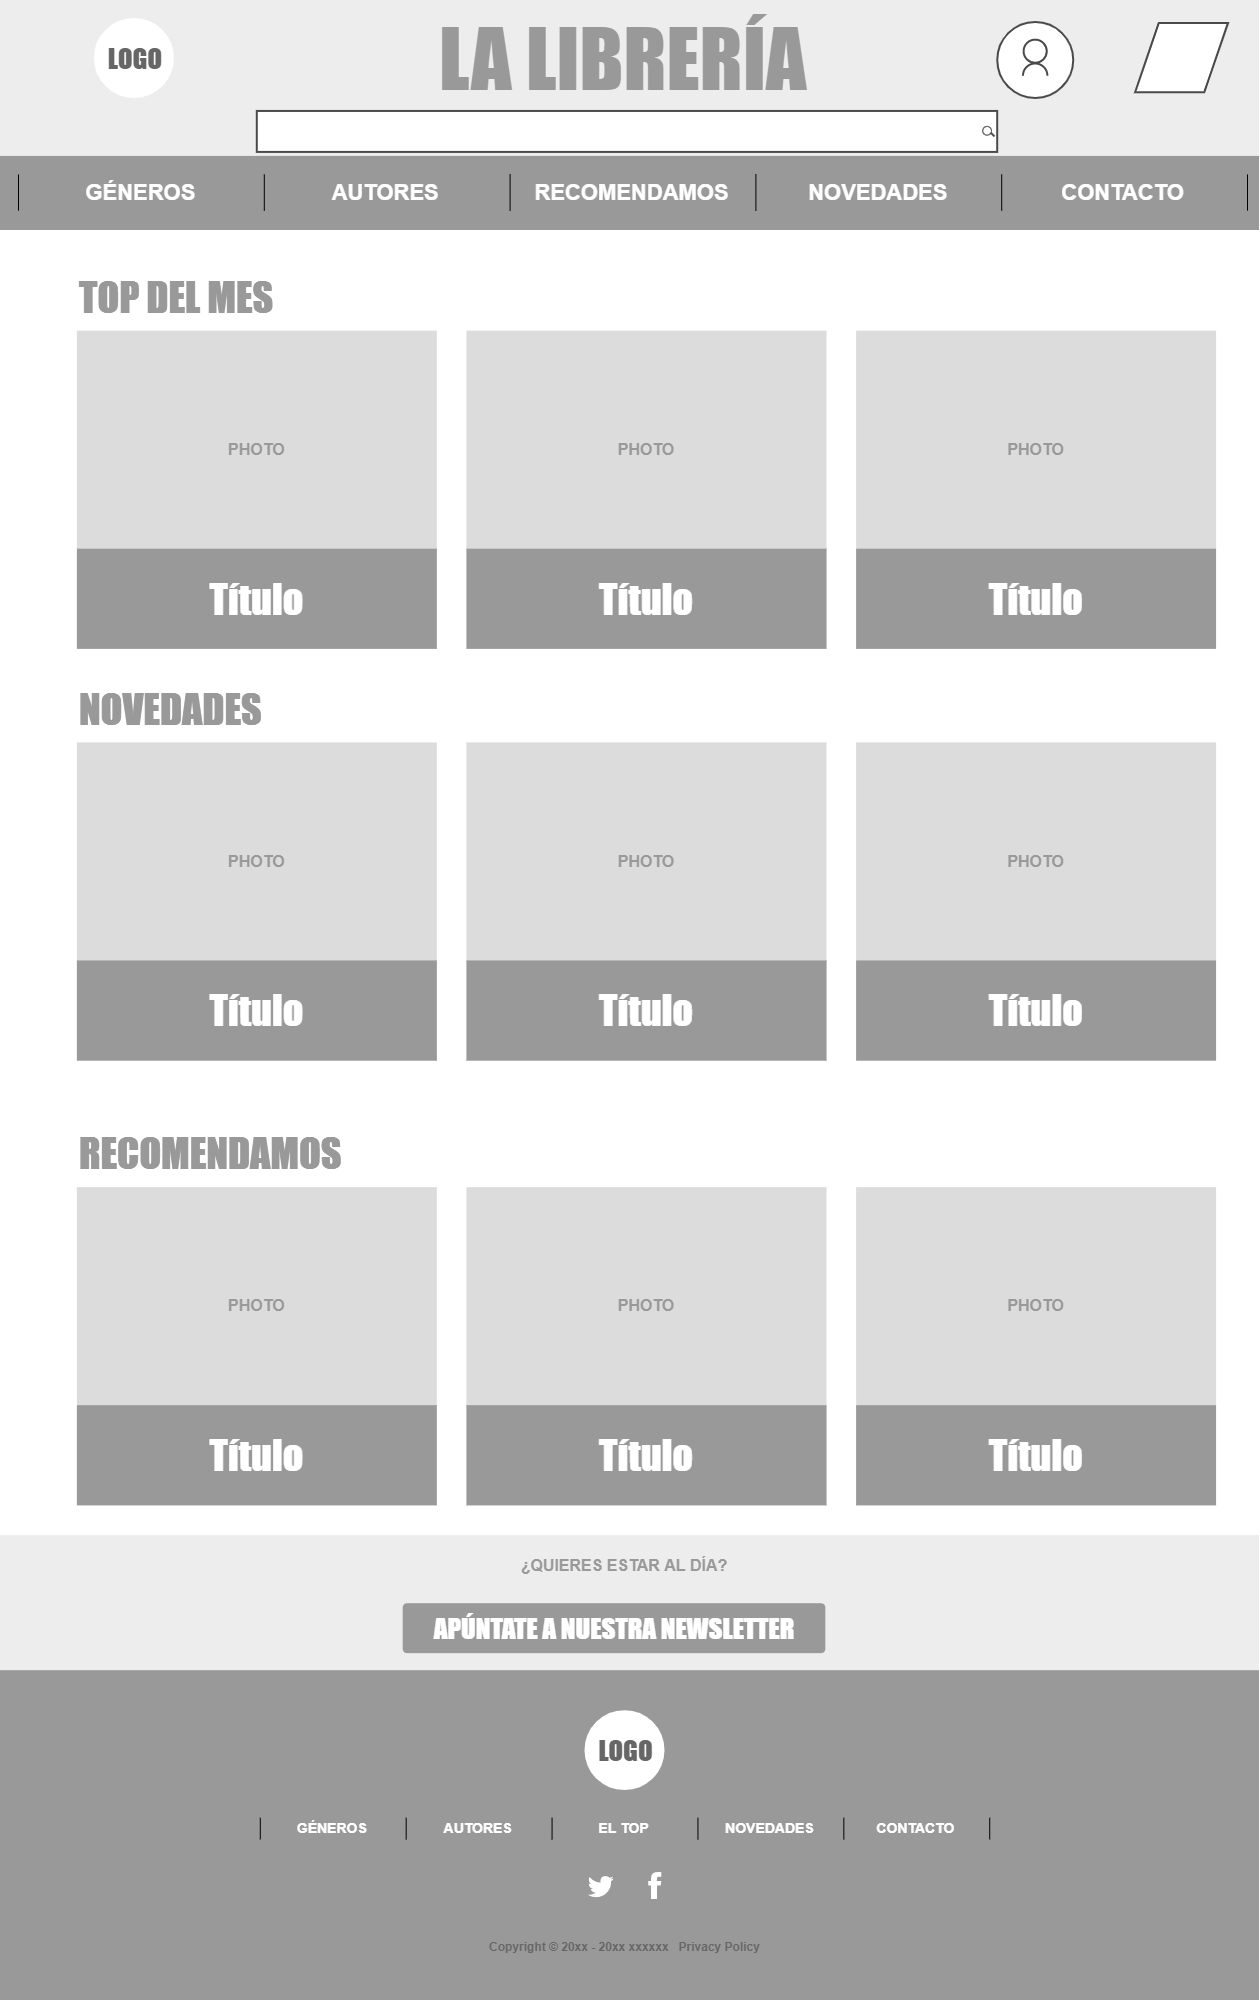 LOGO
LA LIBRERÍA
GÉNEROS
AUTORES
RECOMENDAMOS
NOVEDADES
CONTACTO
TOP DEL MES
PHOTO
PHOTO
PHOTO
Título
Título
Título
NOVEDADES
PHOTO
PHOTO
PHOTO
Título
Título
Título
RECOMENDAMOS
PHOTO
PHOTO
PHOTO
Título
Título
Título
¿QUIERES ESTAR AL DÍA?
APÚNTATE A NUESTRA NEWSLETTER
LOGO
GÉNEROS
AUTORES
EL TOP
NOVEDADES
CONTACTO
Copyright © 20xx - 20xx xxxxxx Privacy Policy